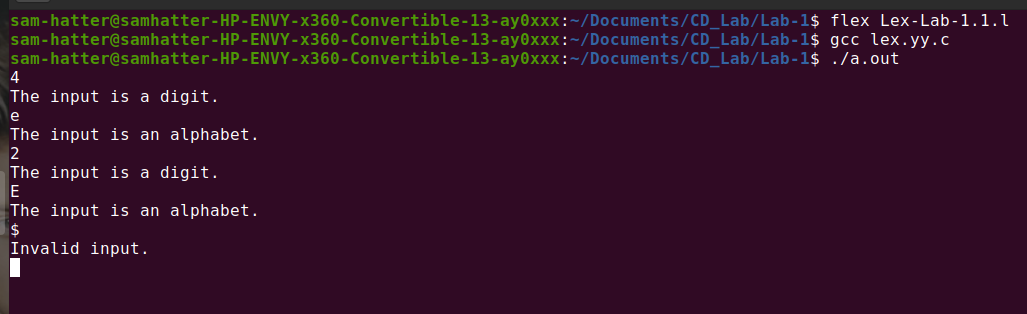 sam-hatter@samhatter-HP-ENVY-x360-Convertible-13-ay0xxx:~/Documents/CD_Lab/Lab-1$ flex Lex-Lab-1.1.l
sam-hatter@samhatter-HP-ENVY-x360-Convertible-13-ay0xxx:~/Documents/CD_Lab/Lab-1$ gcc lex.yy.c
sam-hatter@samhatter-HP-ENVY-x360-Convertible-13-ay0xxx:~/Documents/CD_Lab/Lab-1$ ./a.out
4
The input is a digit.
e
The input is an alphabet.
2
The input is a digit.
E
The input is an alphabet.
$
Invalid input.